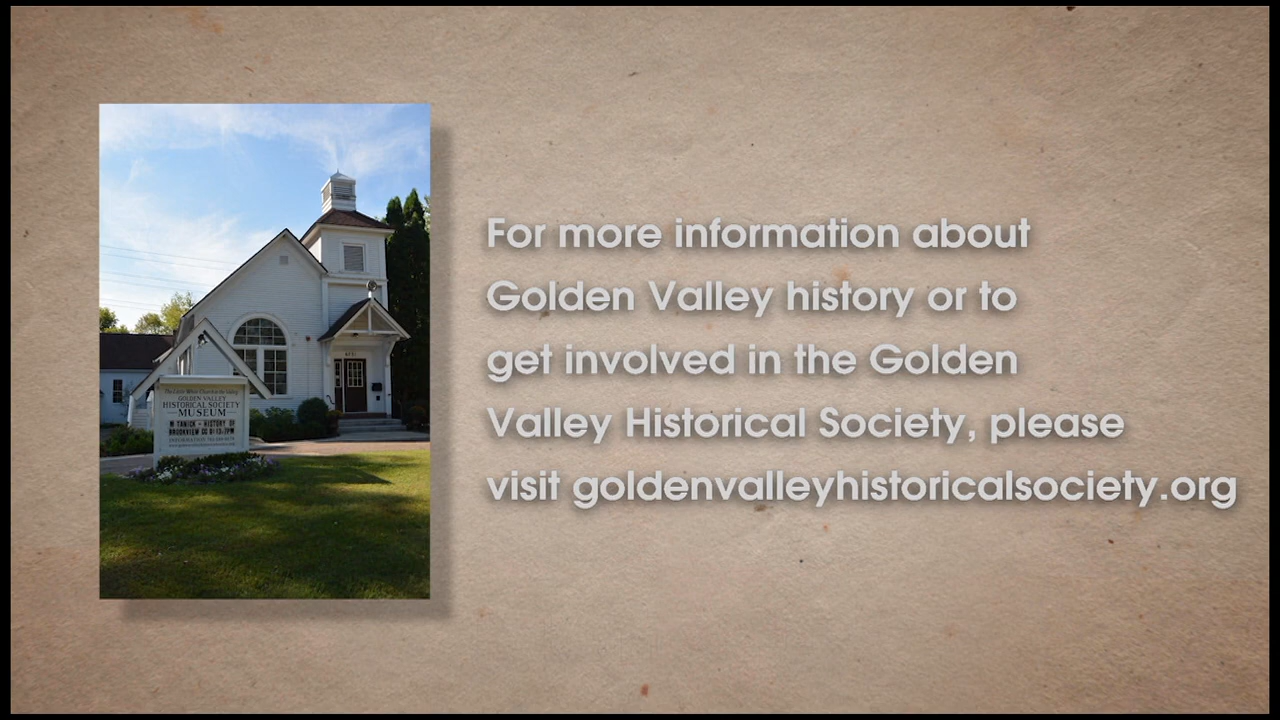 For more information about
Golden Valley history or to
get involved in the Golden
Valley Historical Society, please
visit goldenvalleyhistoricalsociety.org
GOLDEN VALLEY
HISTORICAL SOCIETY
MUSEUM